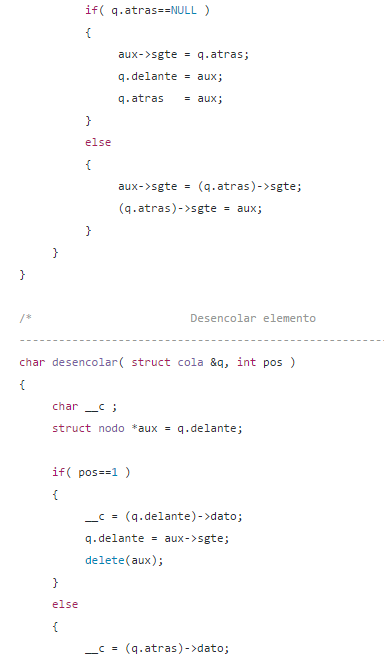 if( q.atras==NULL )
{
aux->sgte = q.atras;
q.delante = aux;
q.atras   = aux;
}
else
{
aux->sgte = (q.atras)->sgte;
(q.atras)->sgte = aux;
}
}
}
/*                        Desencolar elemento
--------------------------------------------------------
char desencolar( struct cola &q, int pos )
{
char __c ;
struct nodo *aux = q.delante;
if( pos==1 )
{
__c = (q.delante)->dato;
q.delante = aux->sgte;
delete(aux);
}
else
{
__c = (q.atras)->dato;